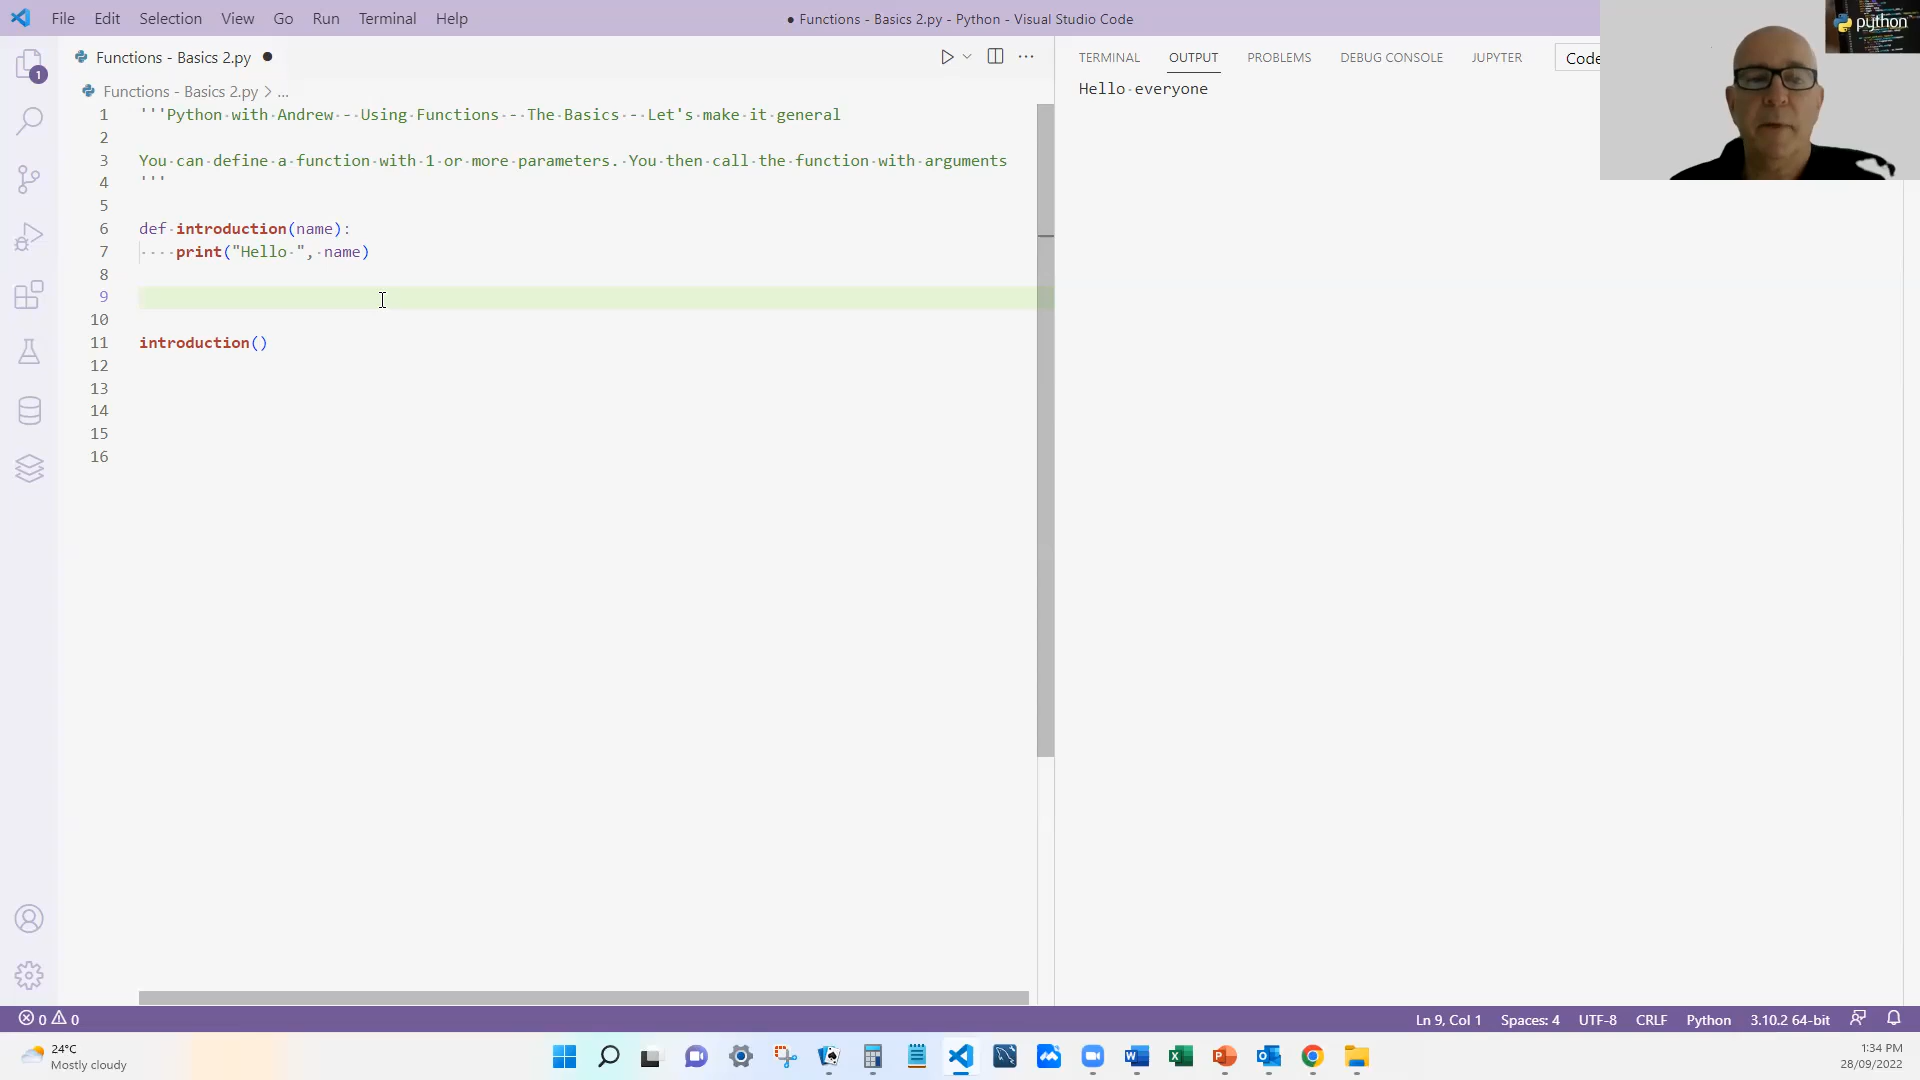 File Edit Selection View Go Run Terminal Help
● Functions - Basics 2.py - Python - Visual Studio Code
python
Functions - Basics 2.py ●
Functions - Basics 2.py > ...
1 '''Python with Andrew - Using Functions - The Basics - Let's make it general
2
3 You can define a function with 1 or more parameters. You then call the function with arguments
4 '''
5
6 def introduction(name):
7     print("Hello ", name)
8
9
10
11 introduction()
12
13
14
15
16
TERMINAL OUTPUT PROBLEMS DEBUG CONSOLE JUPYTER Code
Hello everyone
1
0 0 Ln 9, Col 1 Spaces: 4 UTF-8 CRLF Python 3.10.2 64-bit
24°C
Mostly cloudy
1:34 PM
28/09/2022